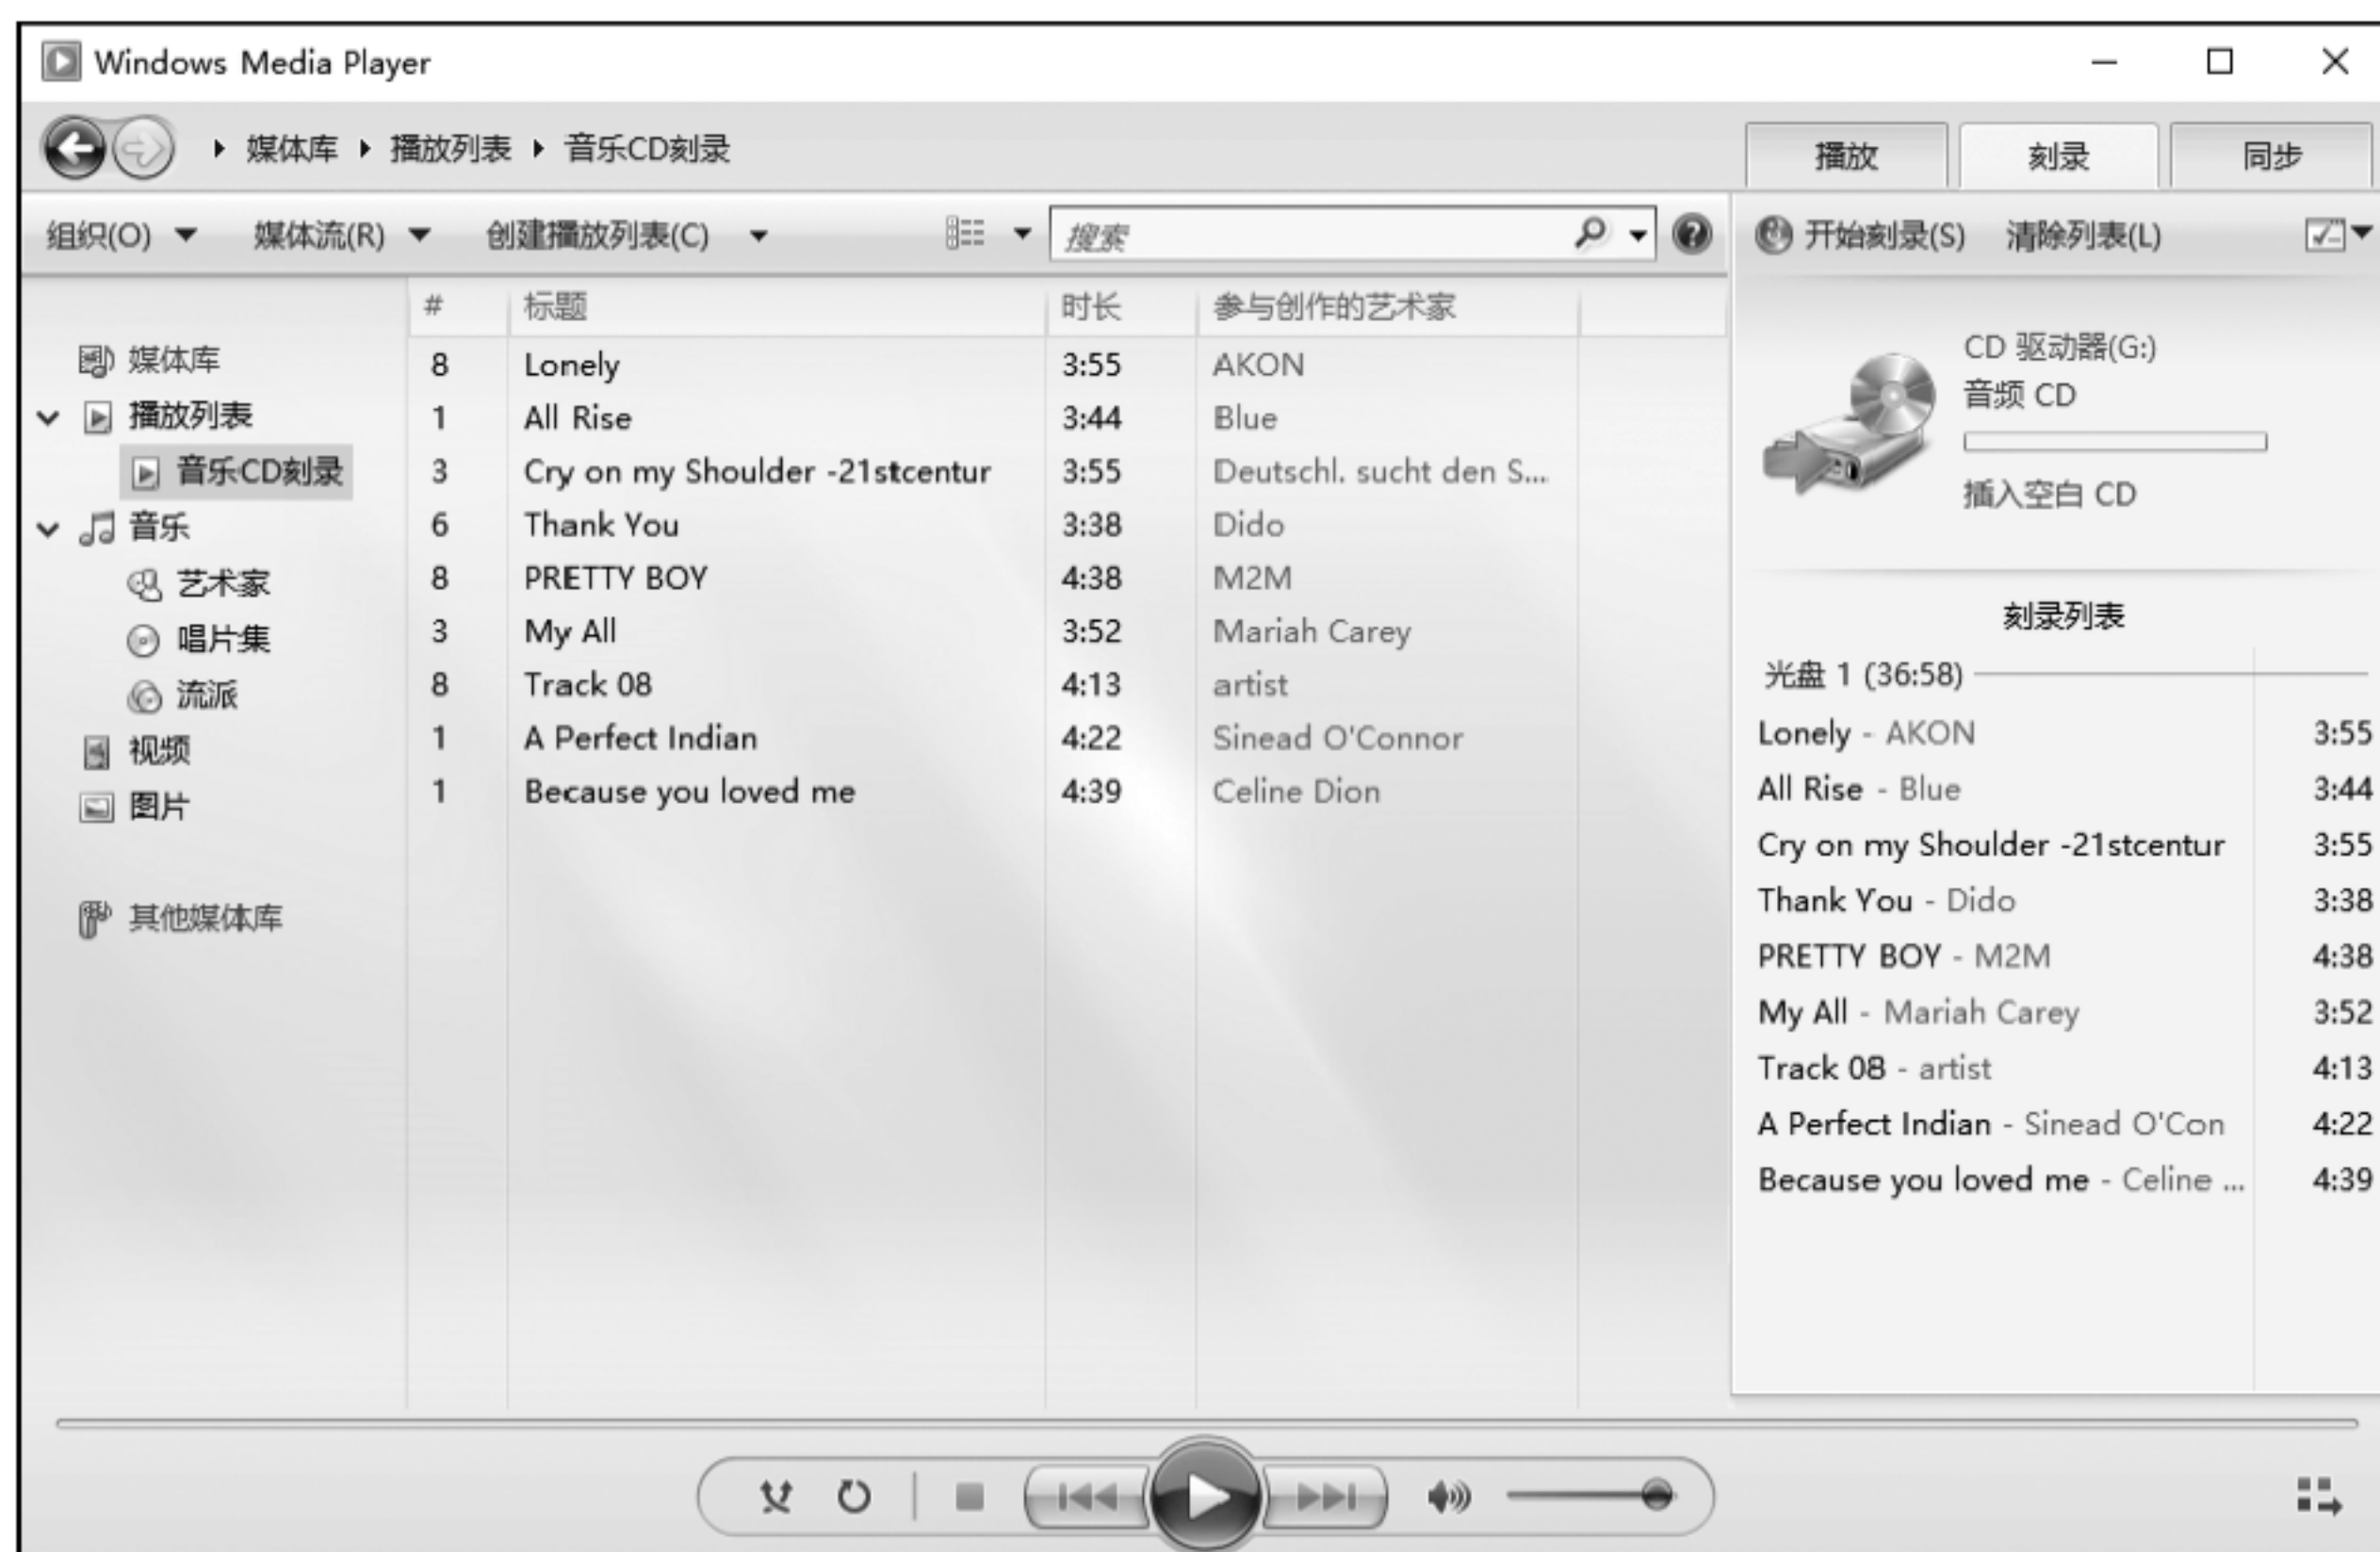 Windows Media Player
媒体库 播放列表 音乐CD刻录
播放 刻录 同步
组织(O) 媒体流(R) 创建播放列表(C) 搜索
开始刻录(S) 清除列表(L)
媒体库
播放列表
音乐CD刻录
音乐
艺术家
唱片集
流派
视频
图片
其他媒体库
# 标题 时长 参与创作的艺术家
8 Lonely 3:55 AKON
1 All Rise 3:44 Blue
3 Cry on my Shoulder -21stcentur 3:55 Deutschl. sucht den S...
6 Thank You 3:38 Dido
8 PRETTY BOY 4:38 M2M
3 My All 3:52 Mariah Carey
8 Track 08 4:13 artist
1 A Perfect Indian 4:22 Sinead O'Connor
1 Because you loved me 4:39 Celine Dion
CD 驱动器(G:)
音频 CD
插入空白 CD
刻录列表
光盘 1 (36:58)
Lonely - AKON 3:55
All Rise - Blue 3:44
Cry on my Shoulder -21stcentur 3:55
Thank You - Dido 3:38
PRETTY BOY - M2M 4:38
My All - Mariah Carey 3:52
Track 08 - artist 4:13
A Perfect Indian - Sinead O'Con 4:22
Because you loved me - Celine ... 4:39